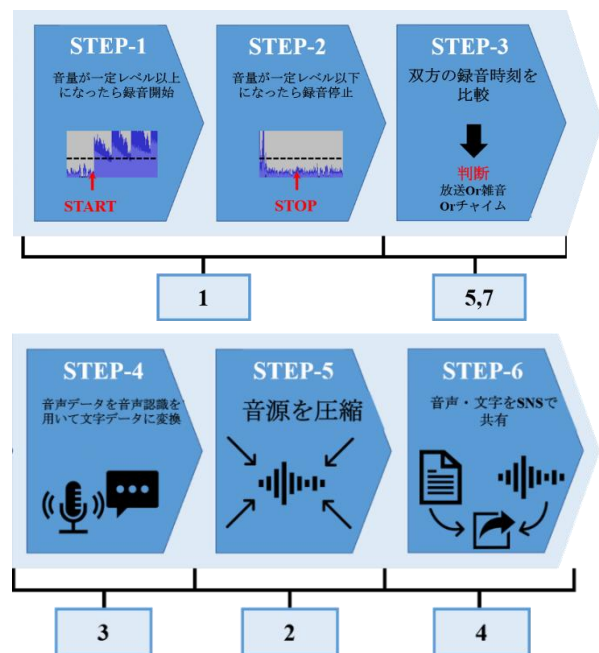 STEP-1
音量が一定レベル以上
になったら録音開始
START
STEP-2
音量が一定レベル以下
になったら録音停止
STOP
STEP-3
双方の録音時刻を
比較
判断
放送Or雑音
Orチャイム
1
5,7
STEP-4
音声データを音声認識を
用いて文字データに変換
STEP-5
音源を圧縮
STEP-6
音声・文字をSNSで
共有
3
2
4